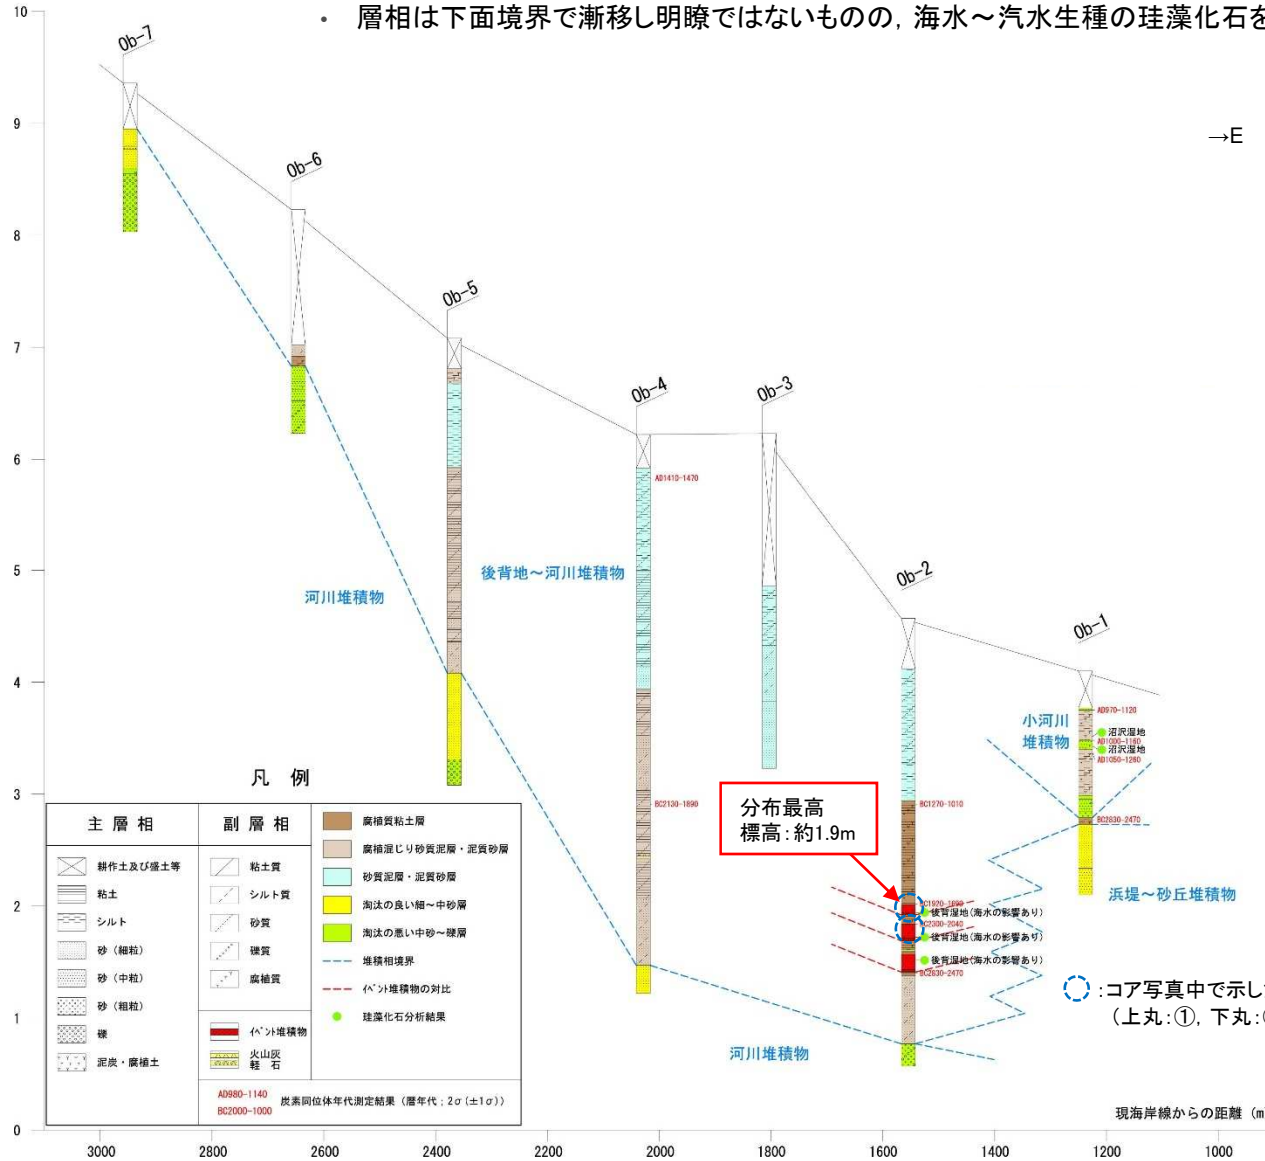 ・ 層相は下面境界で漸移し明瞭ではないものの，海水～汽水生種の珪藻化石を
→E
10
9
8
7
6
5
4
3
2
1
0
Ob-7
Ob-6
Ob-5
Ob-4
Ob-3
Ob-2
Ob-1
AD1410-1470
BC2130-1890
河川堆積物
後背地～河川堆積物
BC1270-1010
BC1920-1690
後背湿地(海水の影響あり)
BC2300-2040
後背湿地(海水の影響あり)
後背湿地(海水の影響あり)
BC2830-2470
分布最高
標高：約1.9m
小河川
堆積物
AD970-1120
沼沢湿地
AD1000-1160
沼沢湿地
AD1050-1260
BC2830-2470
浜堤～砂丘堆積物
河川堆積物
：コア写真中で示し
（上丸：①，下丸：
凡 例
主 層 相
耕作土及び盛土等
粘土
シルト
砂（細粒）
砂（中粒）
砂（粗粒）
礫
泥炭・腐植土
副 層 相
粘土質
シルト質
砂質
礫質
腐植質
イベント堆積物
火山灰
軽 石
腐植質粘土層
腐植混じり砂質泥層・泥質砂層
砂質泥層・泥質砂層
淘汰の良い細～中砂層
淘汰の悪い中砂～礫層
堆積相境界
イベント堆積物の対比
珪藻化石分析結果
AD980-1140
BC2000-1000
炭素同位体年代測定結果（暦年代；2σ(±1σ)）
現海岸線からの距離（m
3000
2800
2600
2400
2200
2000
1800
1600
1400
1200
1000